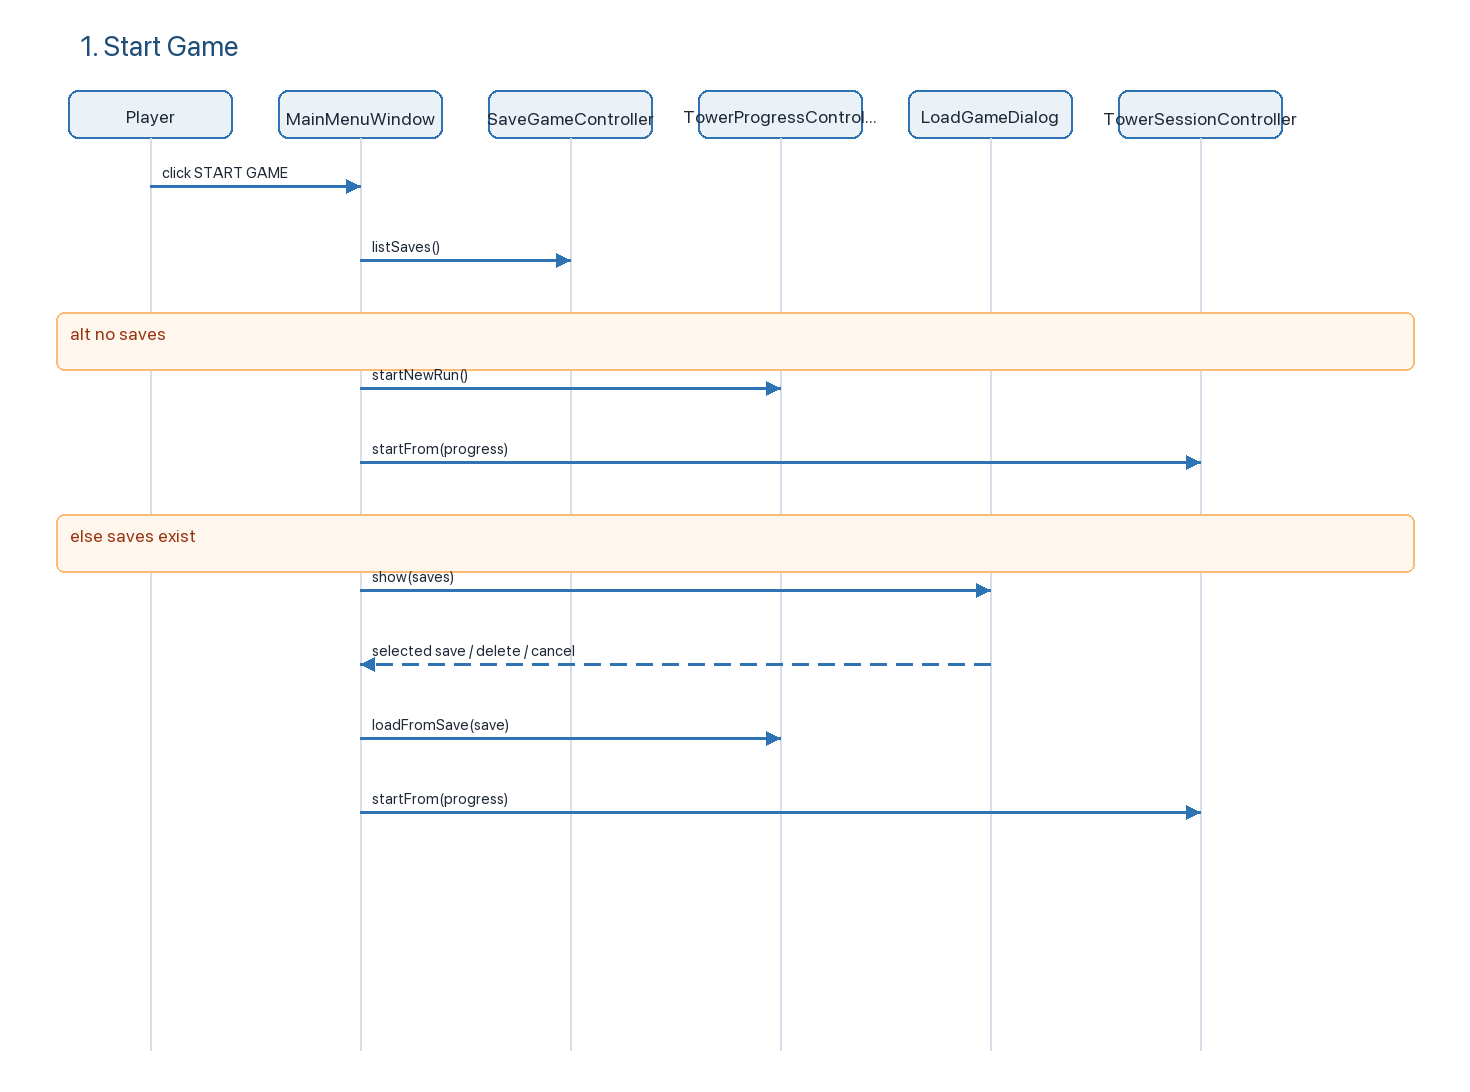 1. Start Game
Player
MainMenuWindow
SaveGameController
TowerProgressControl...
LoadGameDialog
TowerSessionController
click START GAME
listSaves()
alt no saves
startNewRun()
startFrom(progress)
else saves exist
show(saves)
selected save / delete / cancel
loadFromSave(save)
startFrom(progress)